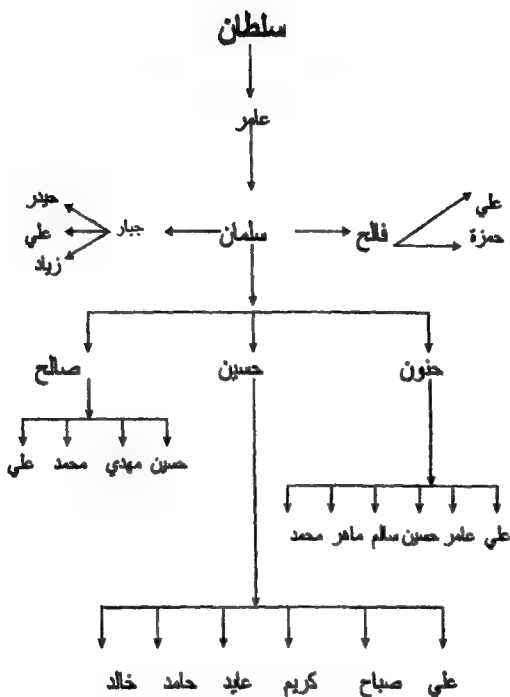 سلطان
عامر
علي
حيدر
حمزة
فالح
سلمان
جبار
علي
زياد
حنون
حسين
صالح
حسين
مهدي
محمد
علي
علي
عامر
حسين
سالم
ماهر
محمد
علي
صباح
كريم
عايد
حامد
خالد